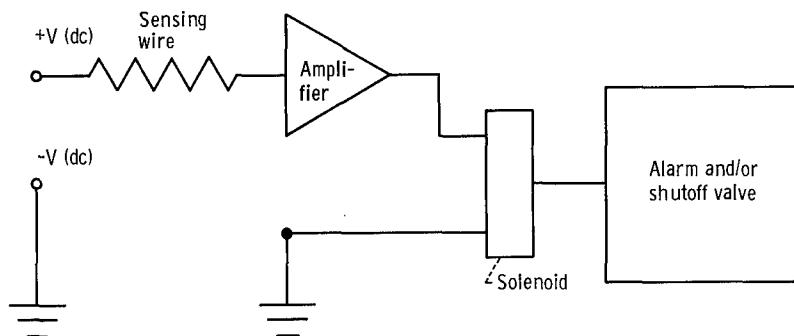 Sensing
wire
+V (dc)
Ampli-
fier
-V (dc)
Alarm and/or
shutoff valve
Solenoid